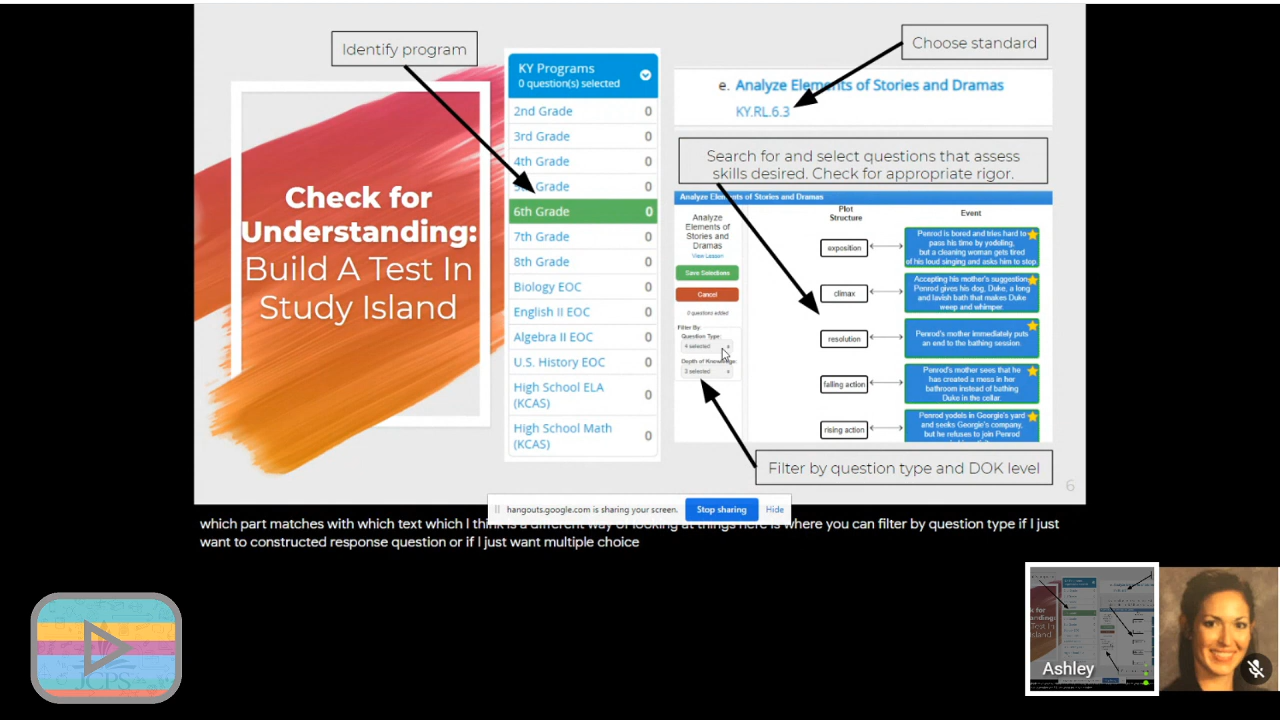 Identify program
Choose standard
Check for
Understanding:
Build A Test In
Study Island
KY Programs
0 question(s) selected
2nd Grade 0
3rd Grade 0
4th Grade 0
Grade 0
6th Grade 0
7th Grade 0
8th Grade 0
Biology EOC 0
English II EOC 0
Algebra II EOC 0
U.S. History EOC 0
High School ELA
(KCAS) 0
High School Math
(KCAS) 0
e. Analyze Elements of Stories and Dramas
KY.RL.6.3
Search for and select questions that assess
skills desired. Check for appropriate rigor.
Analyze Elements of Stories and Dramas
Analyze
Elements of
Stories and
Dramas
View Lesson
Save Selections
Cancel
0 questions added
Filter By:
Question Type:
4 selected
Depth of Knowledge:
3 selected
Plot
Structure
Event
exposition
Penrod is bored and tries hard to
pass his time by yodeling,
but a cleaning woman gets tired
of his loud singing and asks him to stop.
climax
Accepting his mother's suggestion,
Penrod gives his dog, Duke, a long
and lavish bath that makes Duke
weep and whimper.
resolution
Penrod's mother immediately puts
an end to the bathing session.
falling action
Penrod's mother sees that he
has created a mess in her
bathroom instead of bathing
Duke in the cellar.
rising action
Penrod yodels in Georgie's yard
and seeks Georgie's company,
but he refuses to join Penrod
Filter by question type and DOK level
6
hangouts.google.com is sharing your screen.
Stop sharing
Hide
which part matches with which text which I think is a different way of looking at things here is where you can filter by question type if I just
want to constructed response question or if I just want multiple choice
JCPS
Ashley